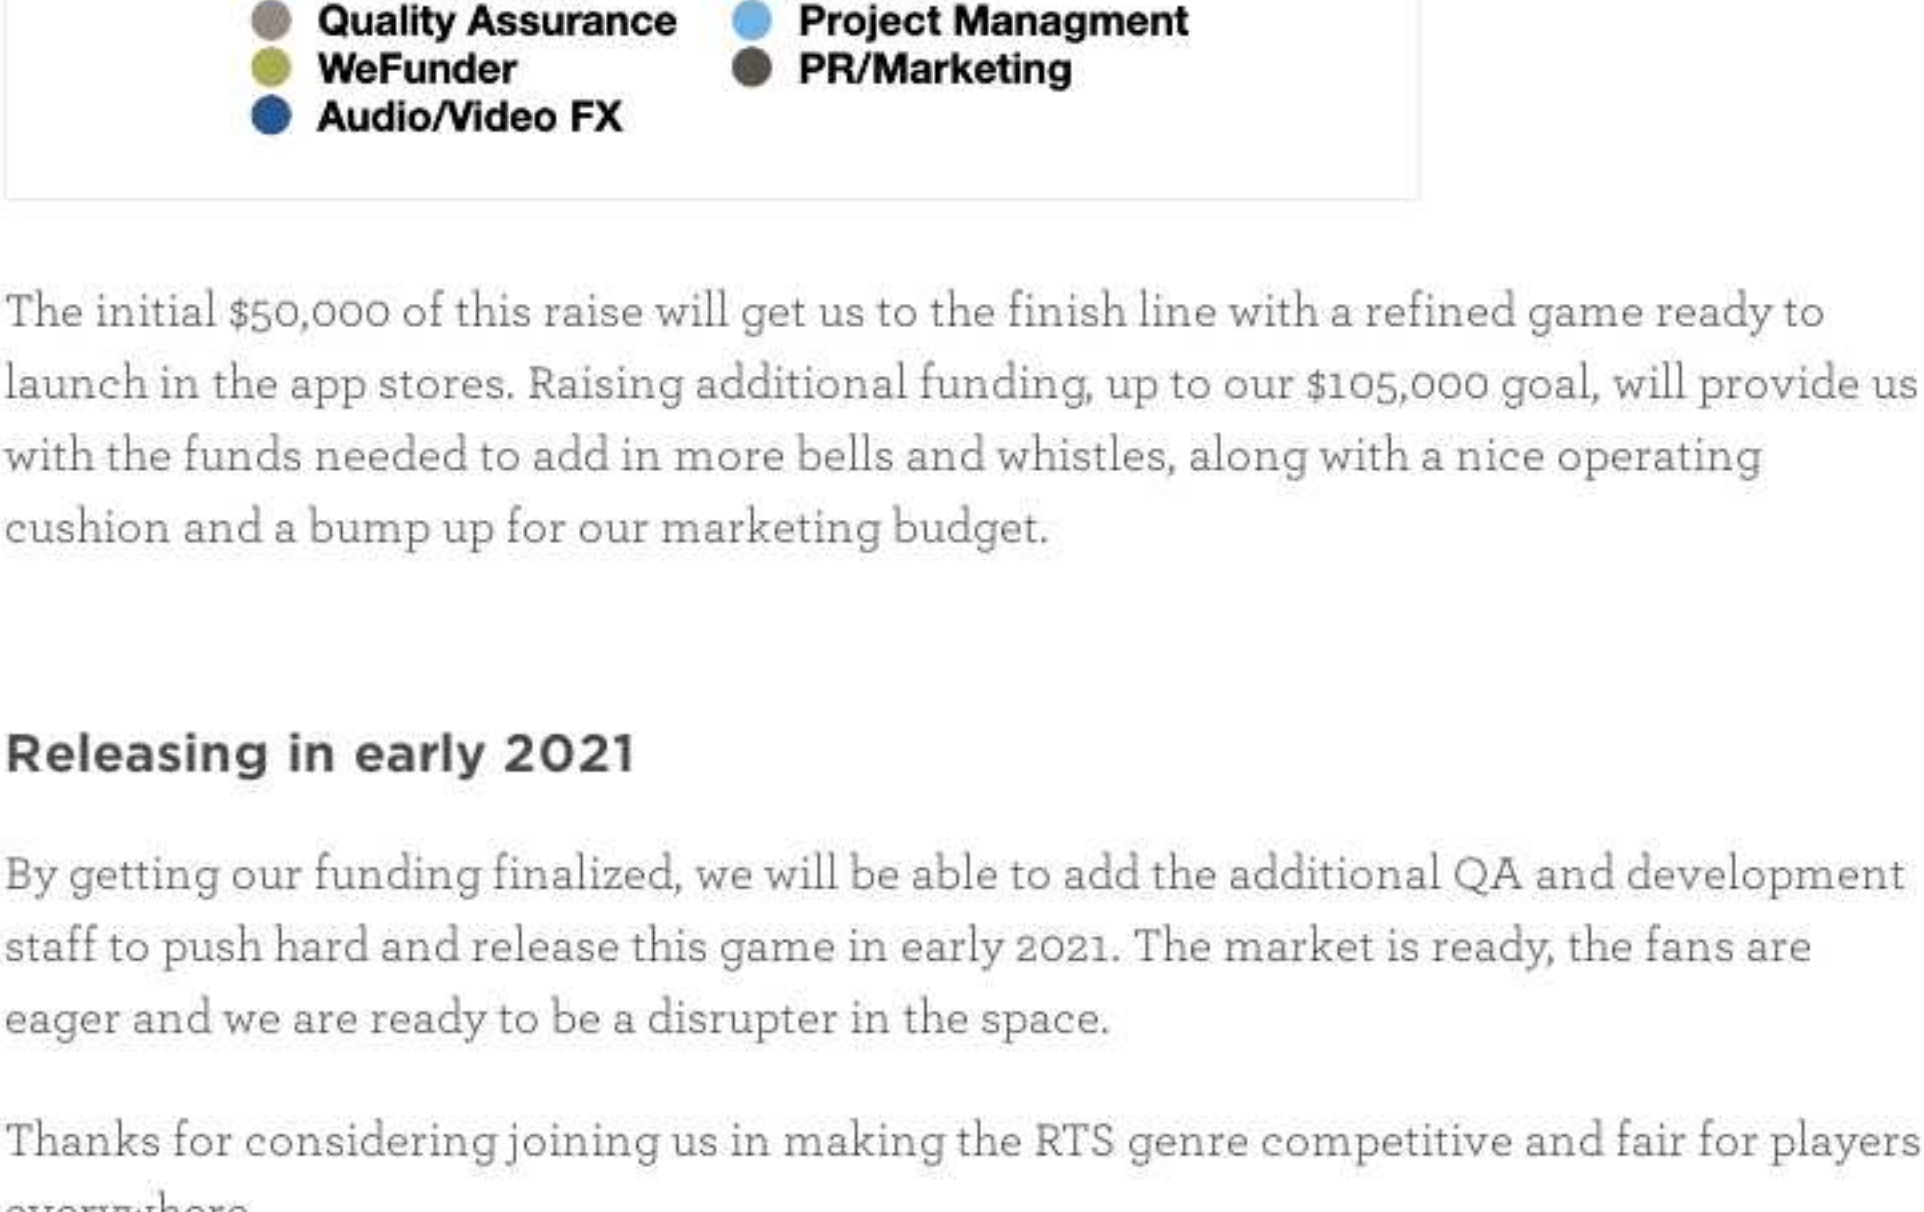 Quality Assurance Project Managment
WeFunder PR/Marketing
Audio/Video FX
The initial $50,000 of this raise will get us to the finish line with a refined game ready to
launch in the app stores. Raising additional funding, up to our $105,000 goal, will provide us
with the funds needed to add in more bells and whistles, along with a nice operating
cushion and a bump up for our marketing budget.
Releasing in early 2021
By getting our funding finalized, we will be able to add the additional QA and development
staff to push hard and release this game in early 2021. The market is ready, the fans are
eager and we are ready to be a disrupter in the space.
Thanks for considering joining us in making the RTS genre competitive and fair for players
everywhere